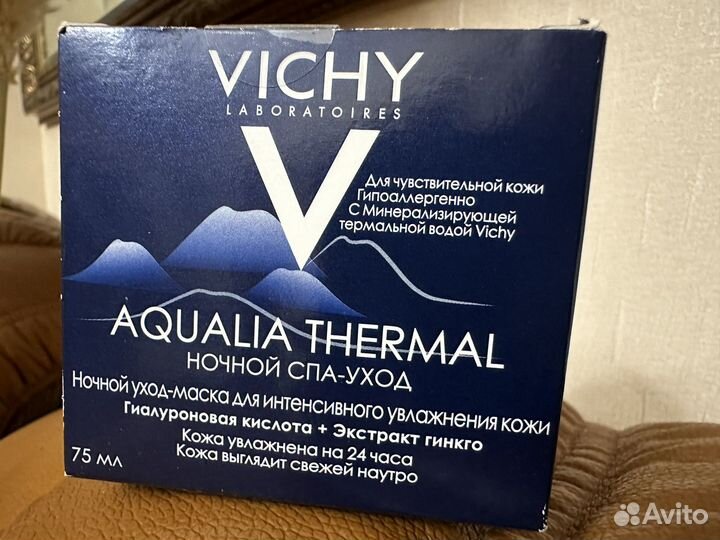 VICHY
LABORATOIRES
V
Для чувствительной кожи
Гипоаллергенно
С Минерализирующей
термальной водой Vichy
AQUALIA THERMAL
НОЧНОЙ СПА-УХОД
Ночной уход-маска для интенсивного увлажнения кожи
Гиалуроновая кислота + Экстракт гинкго
Кожа увлажнена на 24 часа
Кожа выглядит свежей наутро
75 мл
Avito